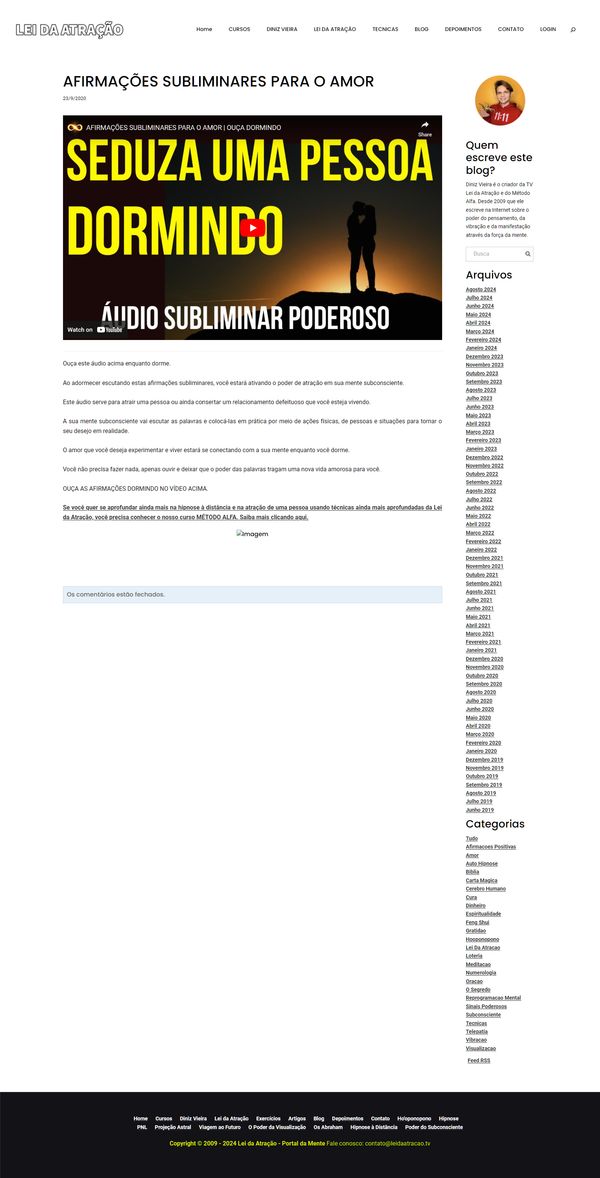 LEI DA ATRAÇÃO
Home CURSOS DINIZ VIEIRA LEI DA ATRAÇÃO TECNICAS BLOG DEPOIMENTOS CONTATO LOGIN
AFIRMAÇÕES SUBLIMINARES PARA O AMOR
23/9/2020
AFIRMAÇÕES SUBLIMINARES PARA O AMOR | OUÇA DORMINDO
Share
SEDUZA UMA PESSOA
DORMINDO
ÁUDIO SUBLIMINAR PODEROSO
Watch on YouTube
Ouça este áudio acima enquanto dorme.
Ao adormecer escutando estas afirmações subliminares, você estará ativando o poder de atração em sua mente subconsciente.
Este áudio serve para atrair uma pessoa ou ainda consertar um relacionamento defeituoso que você esteja vivendo.
A sua mente subconsciente vai escutar as palavras e colocá-las em prática por meio de ações físicas, de pessoas e situações para tornar o
seu desejo em realidade.
O amor que você deseja experimentar e viver estará se conectando com a sua mente enquanto você dorme.
Você não precisa fazer nada, apenas ouvir e deixar que o poder das palavras tragam uma nova vida amorosa para você.
OUÇA AS AFIRMAÇÕES DORMINDO NO VÍDEO ACIMA.
Se você quer se aprofundar ainda mais na hipnose à distância e na atração de uma pessoa usando técnicas ainda mais aprofundadas da Lei
da Atração, você precisa conhecer o nosso curso MÉTODO ALFA. Saiba mais clicando aqui.
Imagem
Os comentários estão fechados.
11:11
Quem
escreve este
blog?
Diniz Vieira é o criador da TV
Lei da Atração e do Método
Alfa. Desde 2009 que ele
escreve na Internet sobre o
poder do pensamento, da
vibração e da manifestação
através da força da mente.
Busca
Arquivos
Agosto 2024
Julho 2024
Junho 2024
Maio 2024
Abril 2024
Março 2024
Fevereiro 2024
Janeiro 2024
Dezembro 2023
Novembro 2023
Outubro 2023
Setembro 2023
Agosto 2023
Julho 2023
Junho 2023
Maio 2023
Abril 2023
Março 2023
Fevereiro 2023
Janeiro 2023
Dezembro 2022
Novembro 2022
Outubro 2022
Setembro 2022
Agosto 2022
Julho 2022
Junho 2022
Maio 2022
Abril 2022
Março 2022
Fevereiro 2022
Janeiro 2022
Dezembro 2021
Novembro 2021
Outubro 2021
Setembro 2021
Agosto 2021
Julho 2021
Junho 2021
Maio 2021
Abril 2021
Março 2021
Fevereiro 2021
Janeiro 2021
Dezembro 2020
Novembro 2020
Outubro 2020
Setembro 2020
Agosto 2020
Julho 2020
Junho 2020
Maio 2020
Abril 2020
Março 2020
Fevereiro 2020
Janeiro 2020
Dezembro 2019
Novembro 2019
Outubro 2019
Setembro 2019
Agosto 2019
Julho 2019
Junho 2019
Categorias
Tudo
Afirmacoes Positivas
Amor
Auto Hipnose
Biblia
Carta Magica
Cerebro Humano
Cura
Dinheiro
Espiritualidade
Feng Shui
Gratidao
Hooponopono
Lei Da Atracao
Loteria
Meditacao
Numerologia
Oracao
O Segredo
Reprogramacao Mental
Sinais Poderosos
Subconsciente
Tecnicas
Telepatia
Vibracao
Visualizacao
Feed RSS
Home Cursos Diniz Vieira Lei da Atração Exercícios Artigos Blog Depoimentos Contato Ho'oponopono Hipnose
PNL Projeção Astral Viagem ao Futuro O Poder da Visualização Os Abraham Hipnose à Distância Poder do Subconsciente
Copyright © 2009 - 2024 Lei da Atração - Portal da Mente Fale conosco: contato@leidaatracao.tv